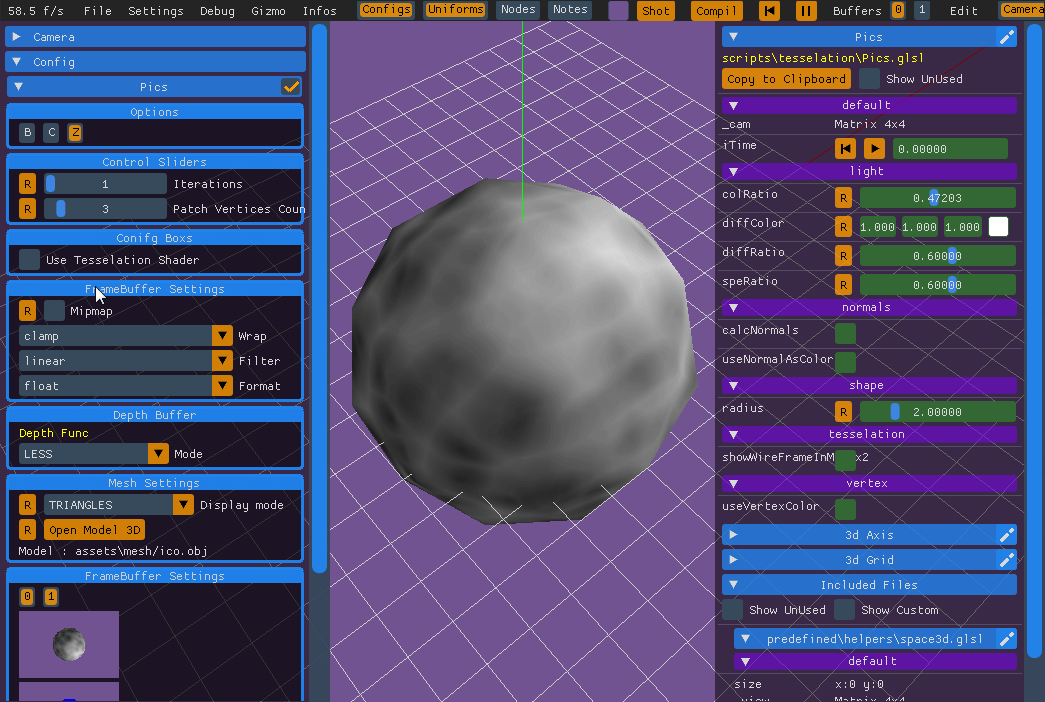 58.5 f/s File Settings Debug Gizmo Infos Configs Uniforms Nodes Notes Shot Compil Buffers 0 1 Edit Camera
Camera
Config
Pics
Options
B C Z
Control Sliders
R 1 Iterations
R 3 Patch Vertices Coun
Conifg Boxs
Use Tesselation Shader
FrameBuffer Settings
R Mipmap
clamp Wrap
linear Filter
float Format
Depth Buffer
Depth Func
LESS Mode
Mesh Settings
R TRIANGLES Display mode
R Open Model 3D
Model : assets\mesh/ico.obj
FrameBuffer Settings
0 1
Pics
scripts\tesselation\Pics.glsl
Copy to Clipboard Show UnUsed
default
_cam Matrix 4x4
iTime 0.00000
light
colRatio R 0.47203
diffColor R 1.000 1.000 1.000
diffRatio R 0.60000
speRatio R 0.60000
normals
calcNormals
useNormalAsColor
shape
radius R 2.00000
tesselation
showWireFrameInM x2
vertex
useVertexColor
3d Axis
3d Grid
Included Files
Show UnUsed Show Custom
predefined\helpers\space3d.glsl
default
size x:0 y:0
view Matrix 4x4